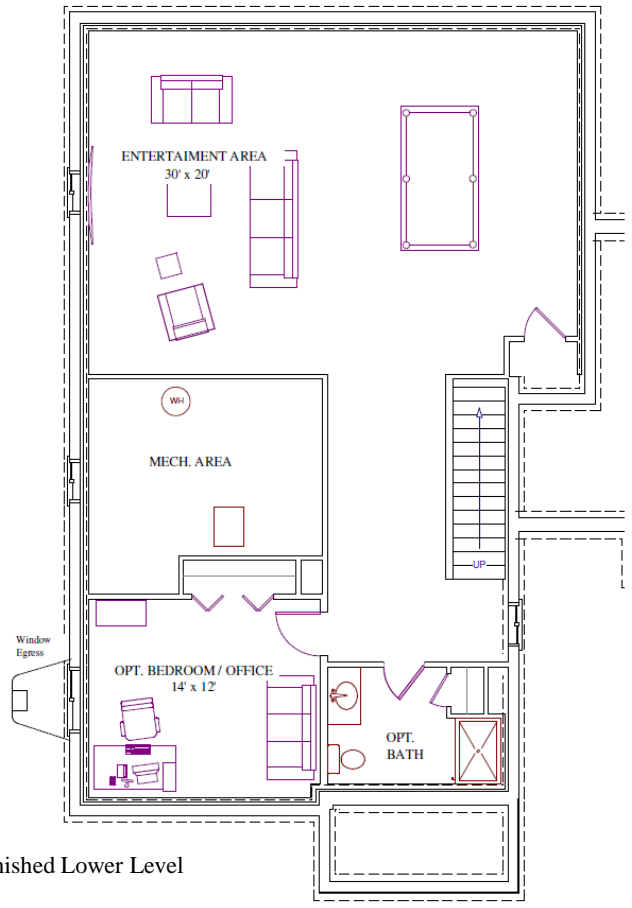 ENTERTAIMENT AREA
30' x 20'
WH
MECH. AREA
UP
Window
Egress
OPT. BEDROOM / OFFICE
14' x 12'
OPT.
BATH
nished Lower Level